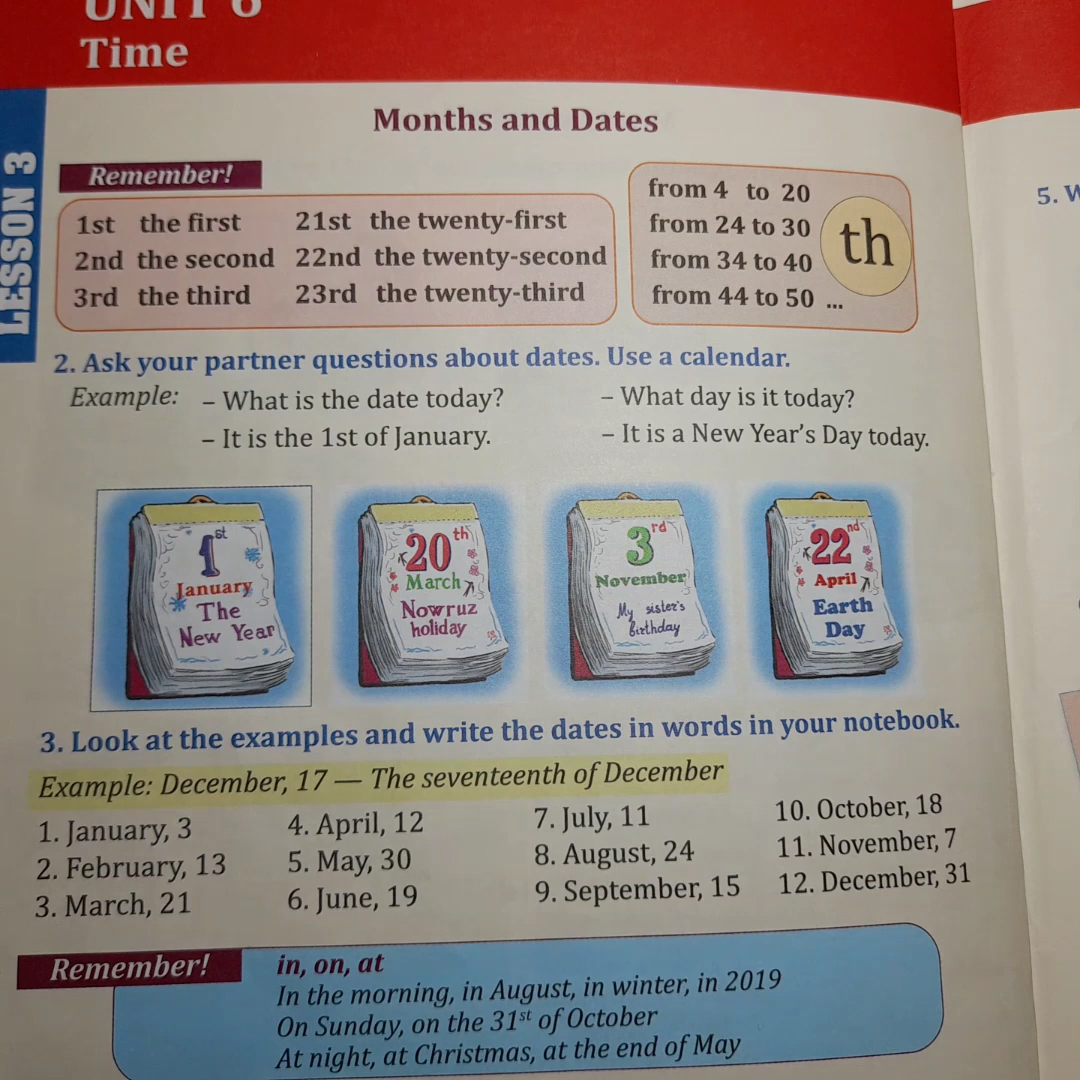 UNIT 6
Time
LESSON 3
Months and Dates
Remember!
1st the first 21st the twenty-first
2nd the second 22nd the twenty-second
3rd the third 23rd the twenty-third
from 4 to 20
from 24 to 30
from 34 to 40
from 44 to 50 ...
th
2. Ask your partner questions about dates. Use a calendar.
Example: – What is the date today? – What day is it today?
– It is the 1st of January. – It is a New Year's Day today.
1st
January
The
New Year
20th
March
Nowruz
holiday
3rd
November
My sister's
birthday
22nd
April
Earth
Day
3. Look at the examples and write the dates in words in your notebook.
Example: December, 17 — The seventeenth of December
1. January, 3 4. April, 12 7. July, 11 10. October, 18
2. February, 13 5. May, 30 8. August, 24 11. November, 7
3. March, 21 6. June, 19 9. September, 15 12. December, 31
Remember!
in, on, at
In the morning, in August, in winter, in 2019
On Sunday, on the 31st of October
At night, at Christmas, at the end of May
5.